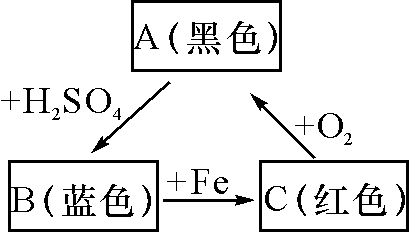 A(黑色)
+H₂SO₄
+O₂
B(蓝色)
+Fe
C(红色)